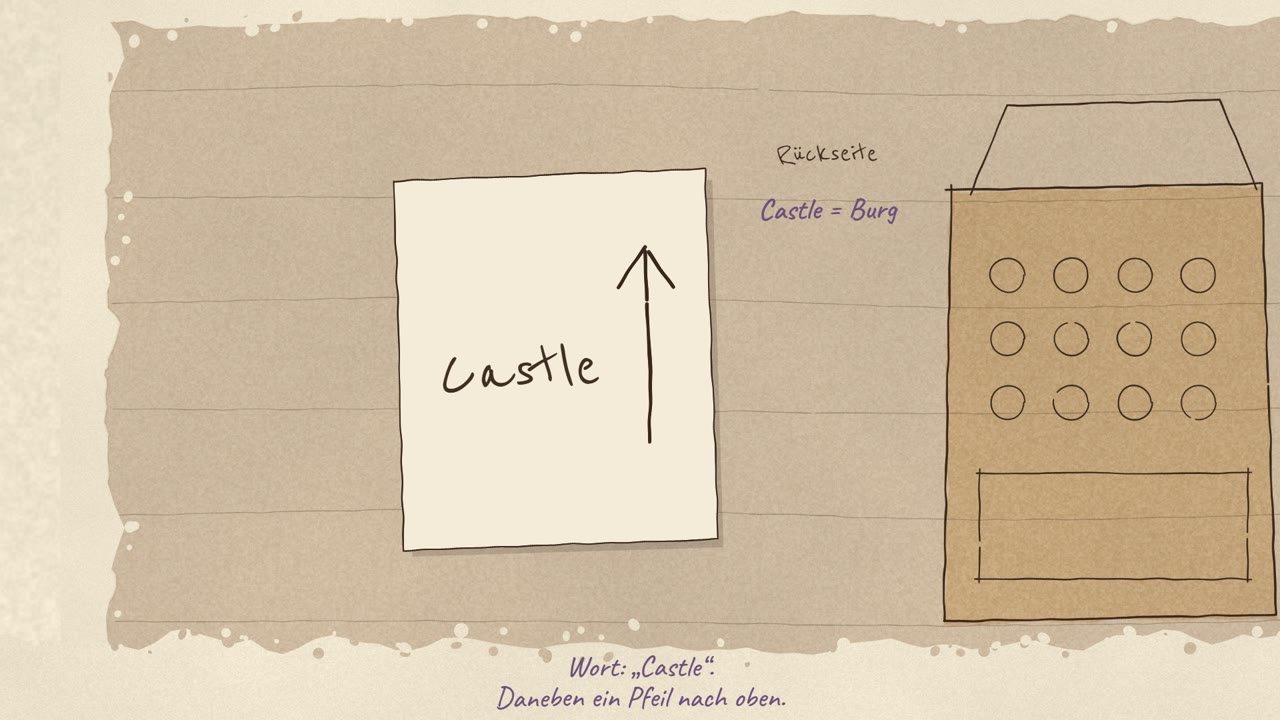 Rückseite
Castle = Burg
Castle
Wort: „Castle“.
Daneben ein Pfeil nach oben.